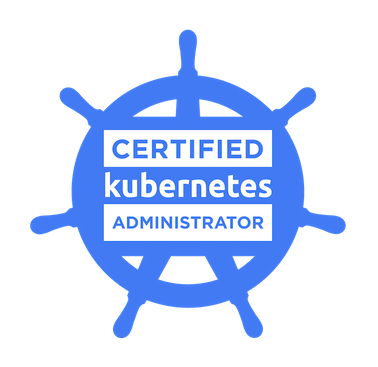 CERTIFIED
kubernetes
ADMINISTRATOR